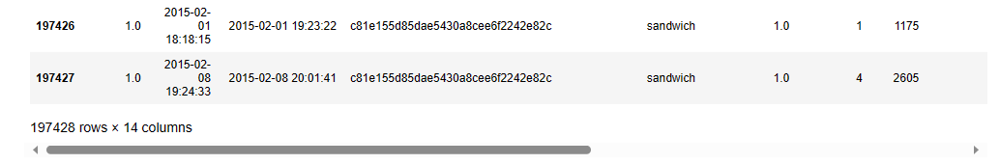 197426 1.0 2015-02-01 18:18:15 2015-02-01 19:23:22 c81e155d85dae5430a8cee6f2242e82c sandwich 1.0 1 1175
197427 1.0 2015-02-08 19:24:33 2015-02-08 20:01:41 c81e155d85dae5430a8cee6f2242e82c sandwich 1.0 4 2605
197428 rows × 14 columns